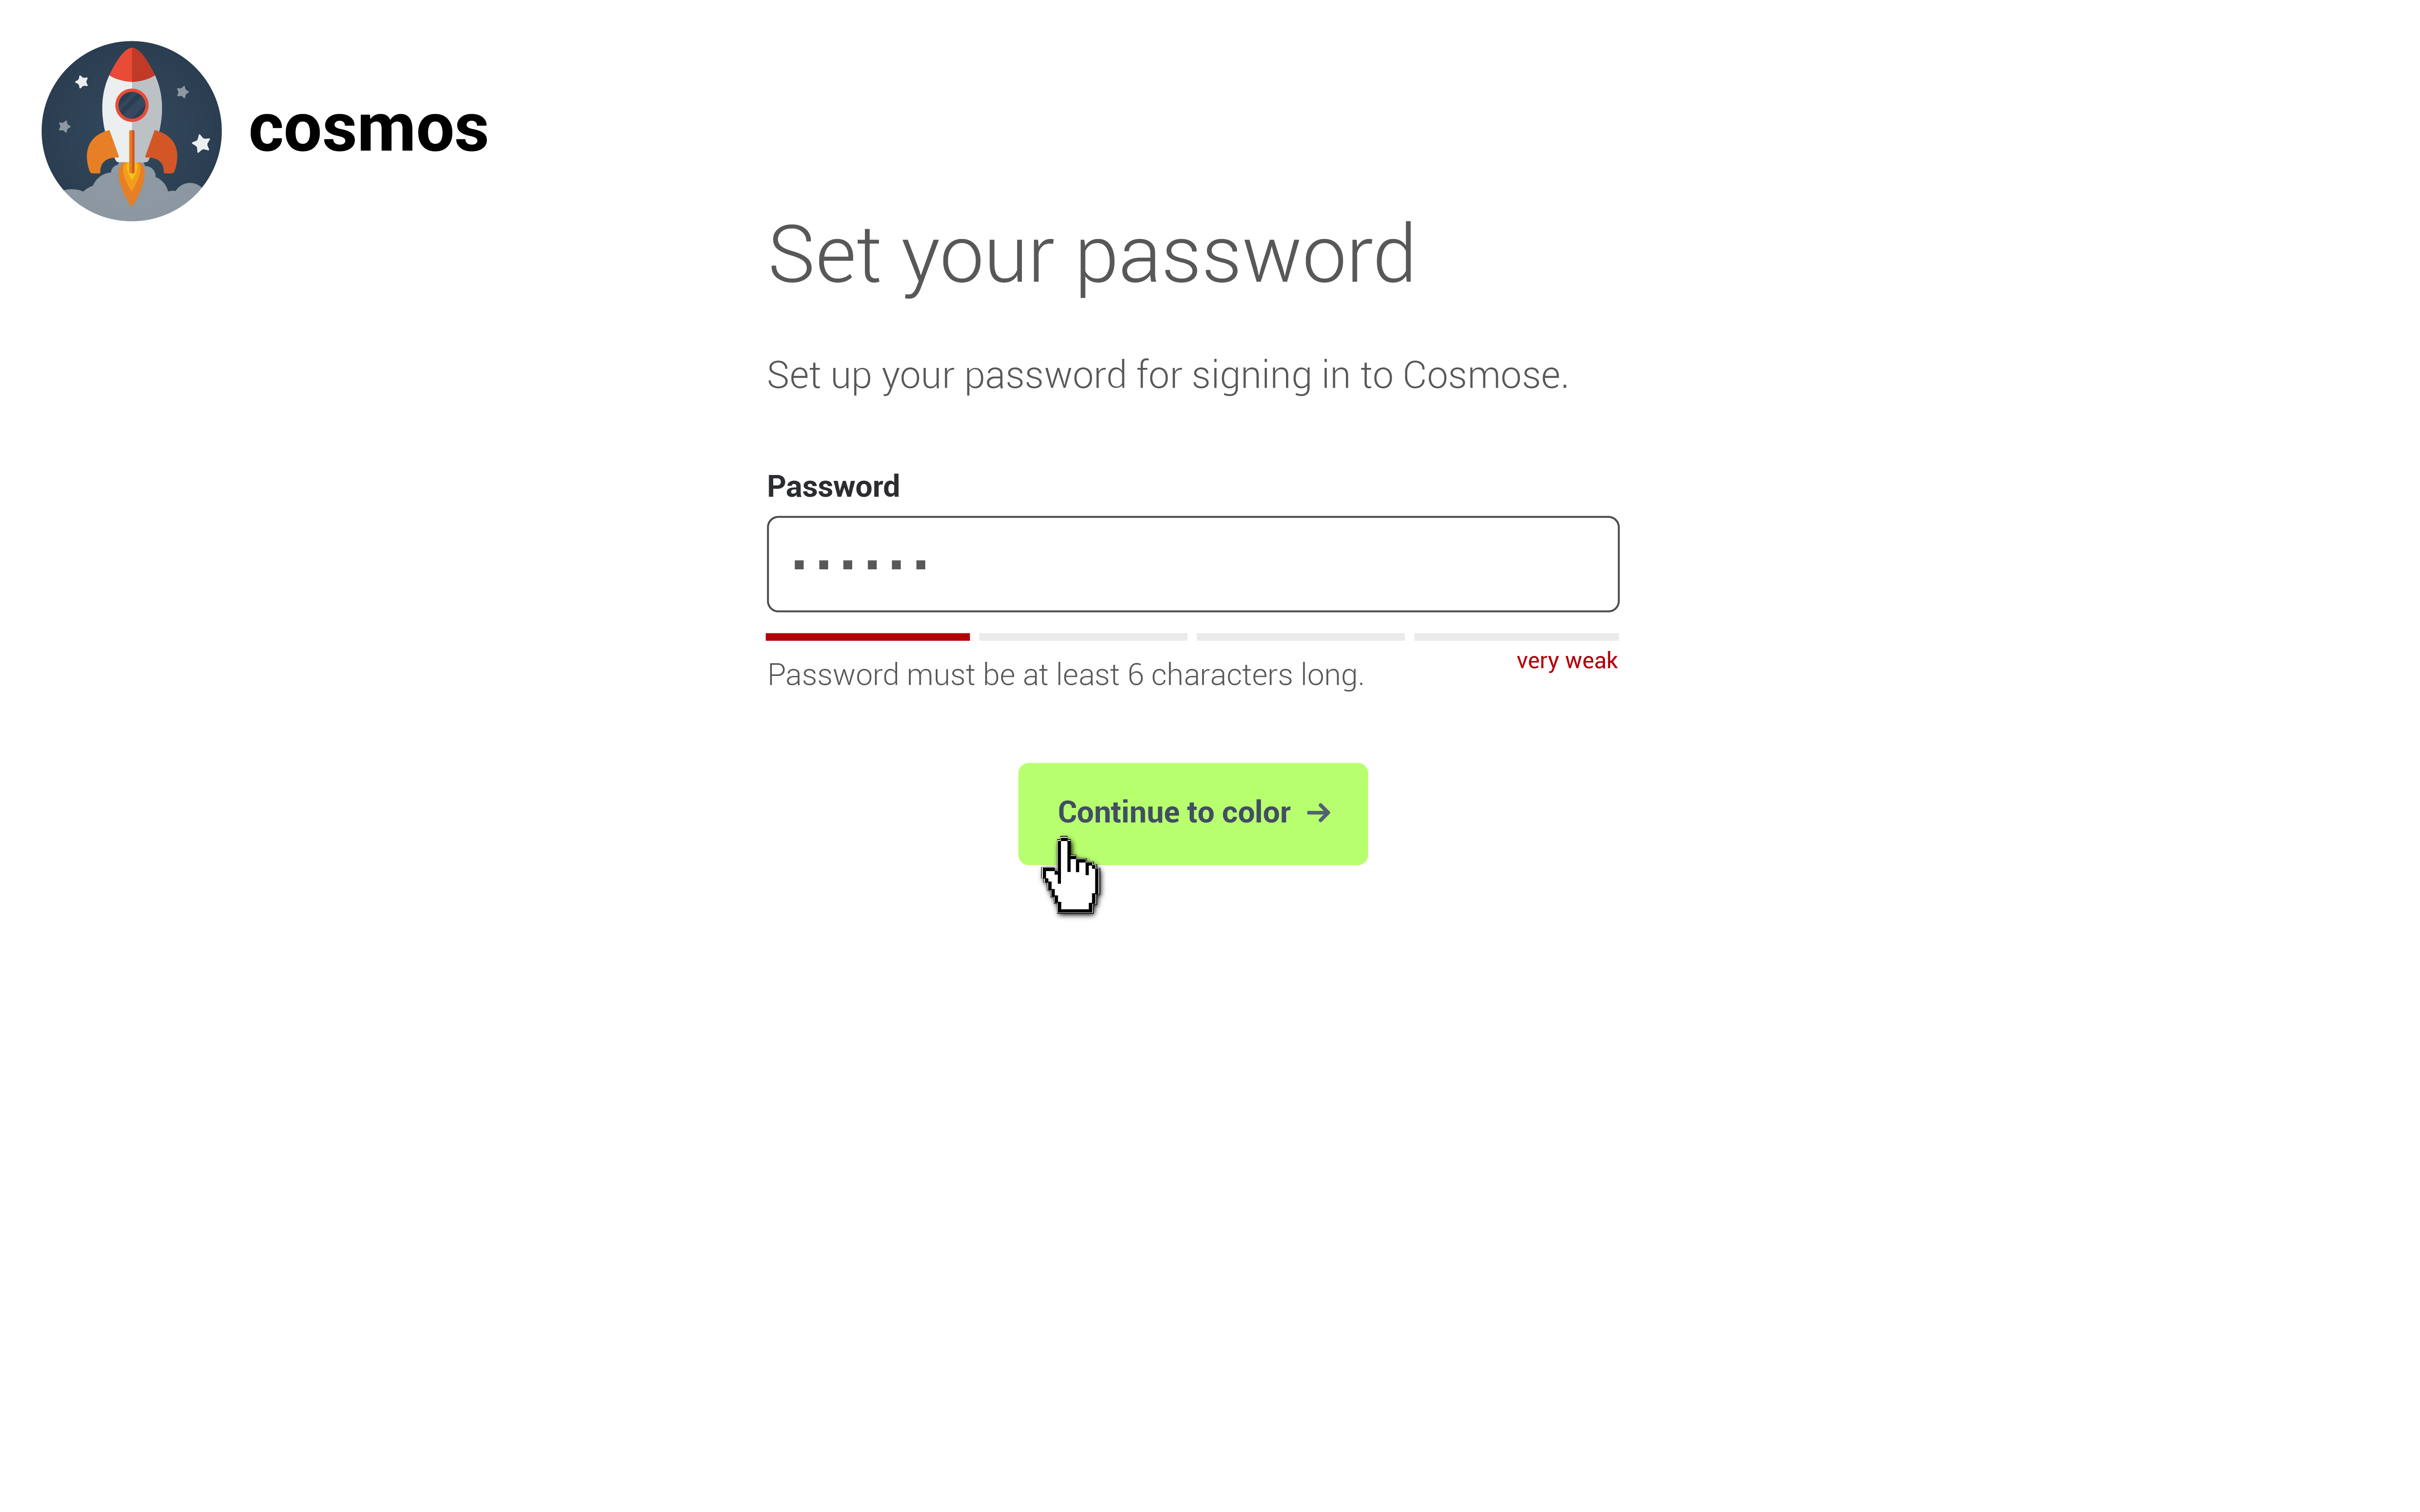 cosmos
Set your password
Set up your password for signing in to Cosmose.
Password
very weak
Password must be at least 6 characters long.
Continue to color →